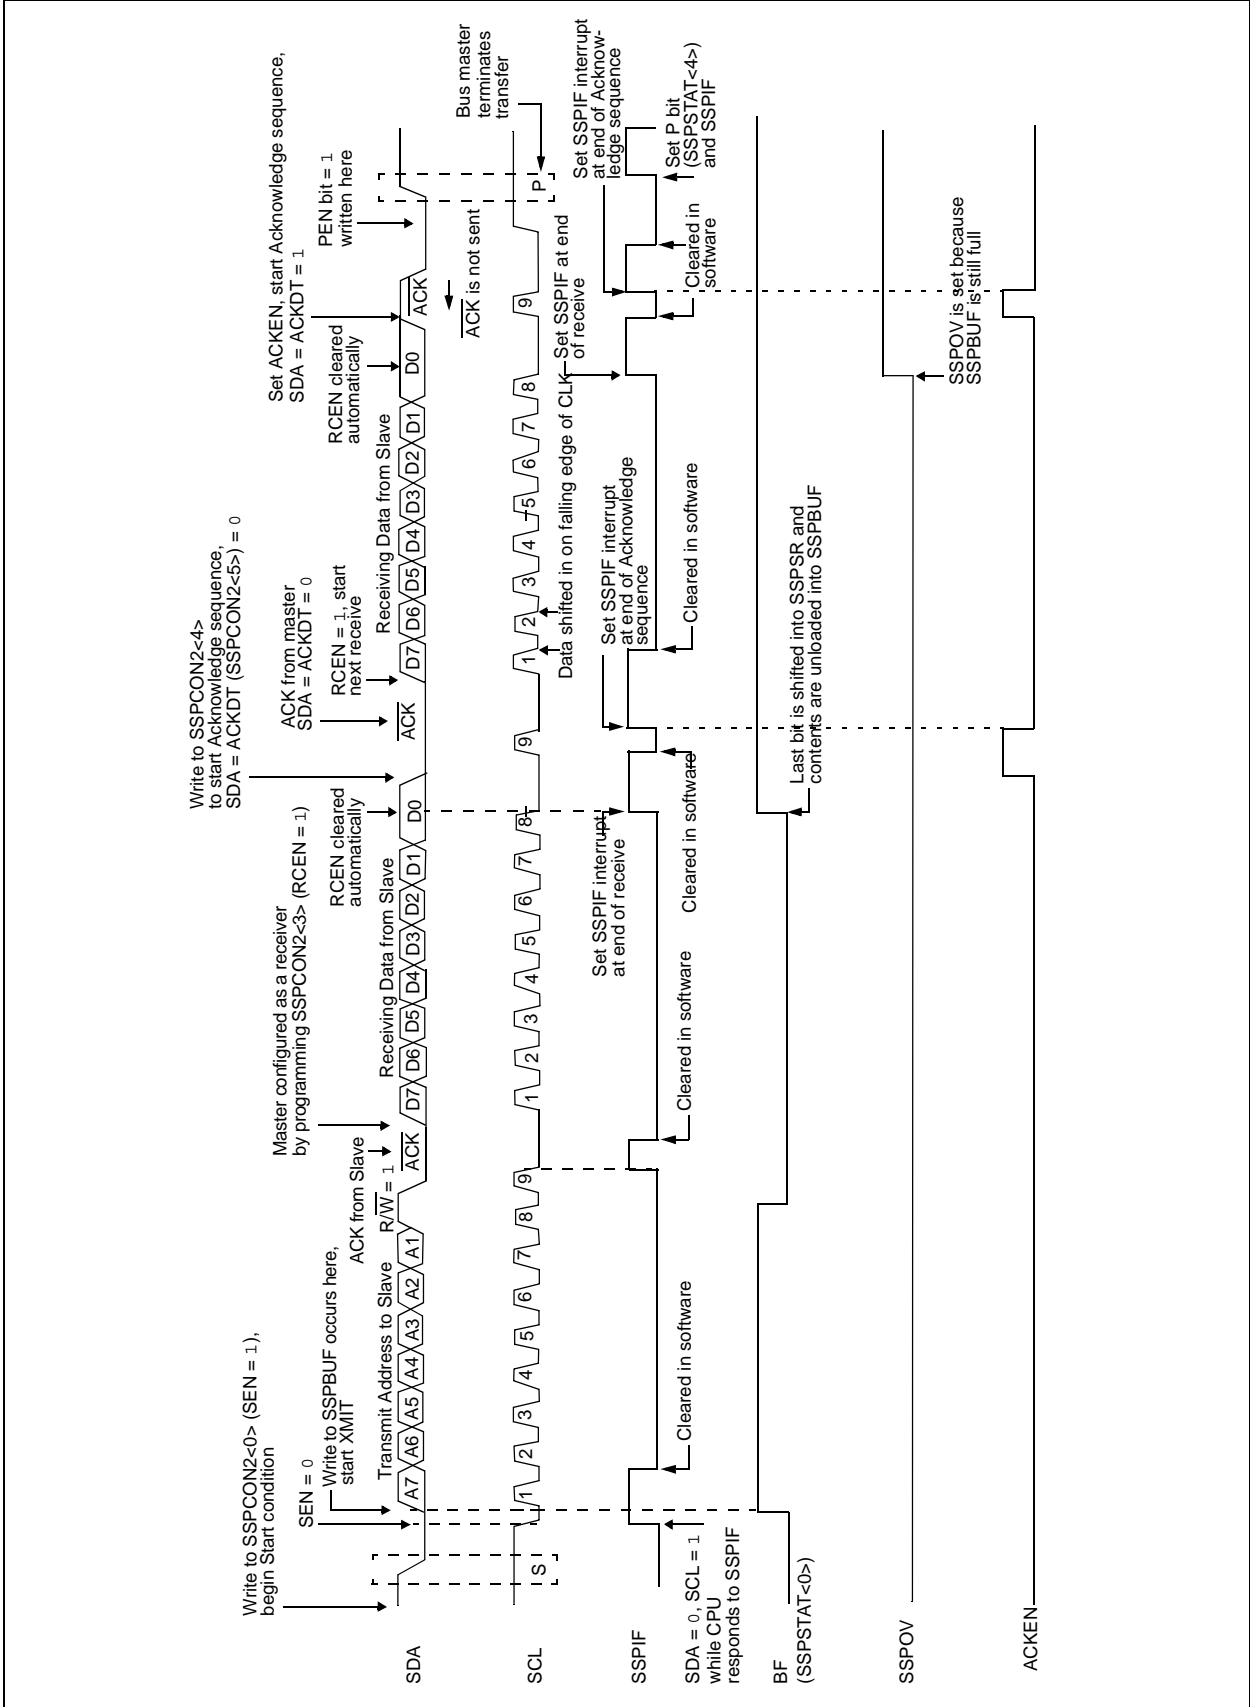 Write to SSPCON2<0> (SEN = 1),
begin Start condition
SEN = 0
Write to SSPBUF occurs here,
start XMIT
ACK from Slave
Master configured as a receiver
by programming SSPCON2<3> (RCEN = 1)
RCEN cleared
automatically
Write to SSPCON2<4>
to start Acknowledge sequence,
SDA = ACKDT (SSPCON2<5>) = 0
ACK from master
SDA = ACKDT = 0
RCEN = 1, start
next receive
RCEN cleared
automatically
Set ACKEN, start Acknowledge sequence,
SDA = ACKDT = 1
PEN bit = 1
written here
Transmit Address to Slave
R/W = 1
Receiving Data from Slave
Receiving Data from Slave
SDA
A7 A6 A5 A4 A3 A2 A1
ACK
D7 D6 D5 D4 D3 D2 D1 D0
ACK
D7 D6 D5 D4 D3 D2 D1 D0
ACK
ACK is not sent
Bus master
terminates
transfer
SCL
S
1 2 3 4 5 6 7 8 9
1 2 3 4 5 6 7 8 9
1 2 3 4 5 6 7 8 9
P
Data shifted in on falling edge of CLK
Set SSPIF at end
of receive
Set SSPIF interrupt
at end of receive
Set SSPIF interrupt
at end of Acknowledge
sequence
Set SSPIF interrupt
at end of Acknow-
ledge sequence
SSPIF
SDA = 0, SCL = 1
while CPU
responds to SSPIF
Cleared in software
Cleared in software
Cleared in software
Cleared in software
Cleared in
software
Set P bit
(SSPSTAT<4>)
and SSPIF
BF
(SSPSTAT<0>)
Last bit is shifted into SSPSR and
contents are unloaded into SSPBUF
SSPOV
SSPOV is set because
SSPBUF is still full
ACKEN